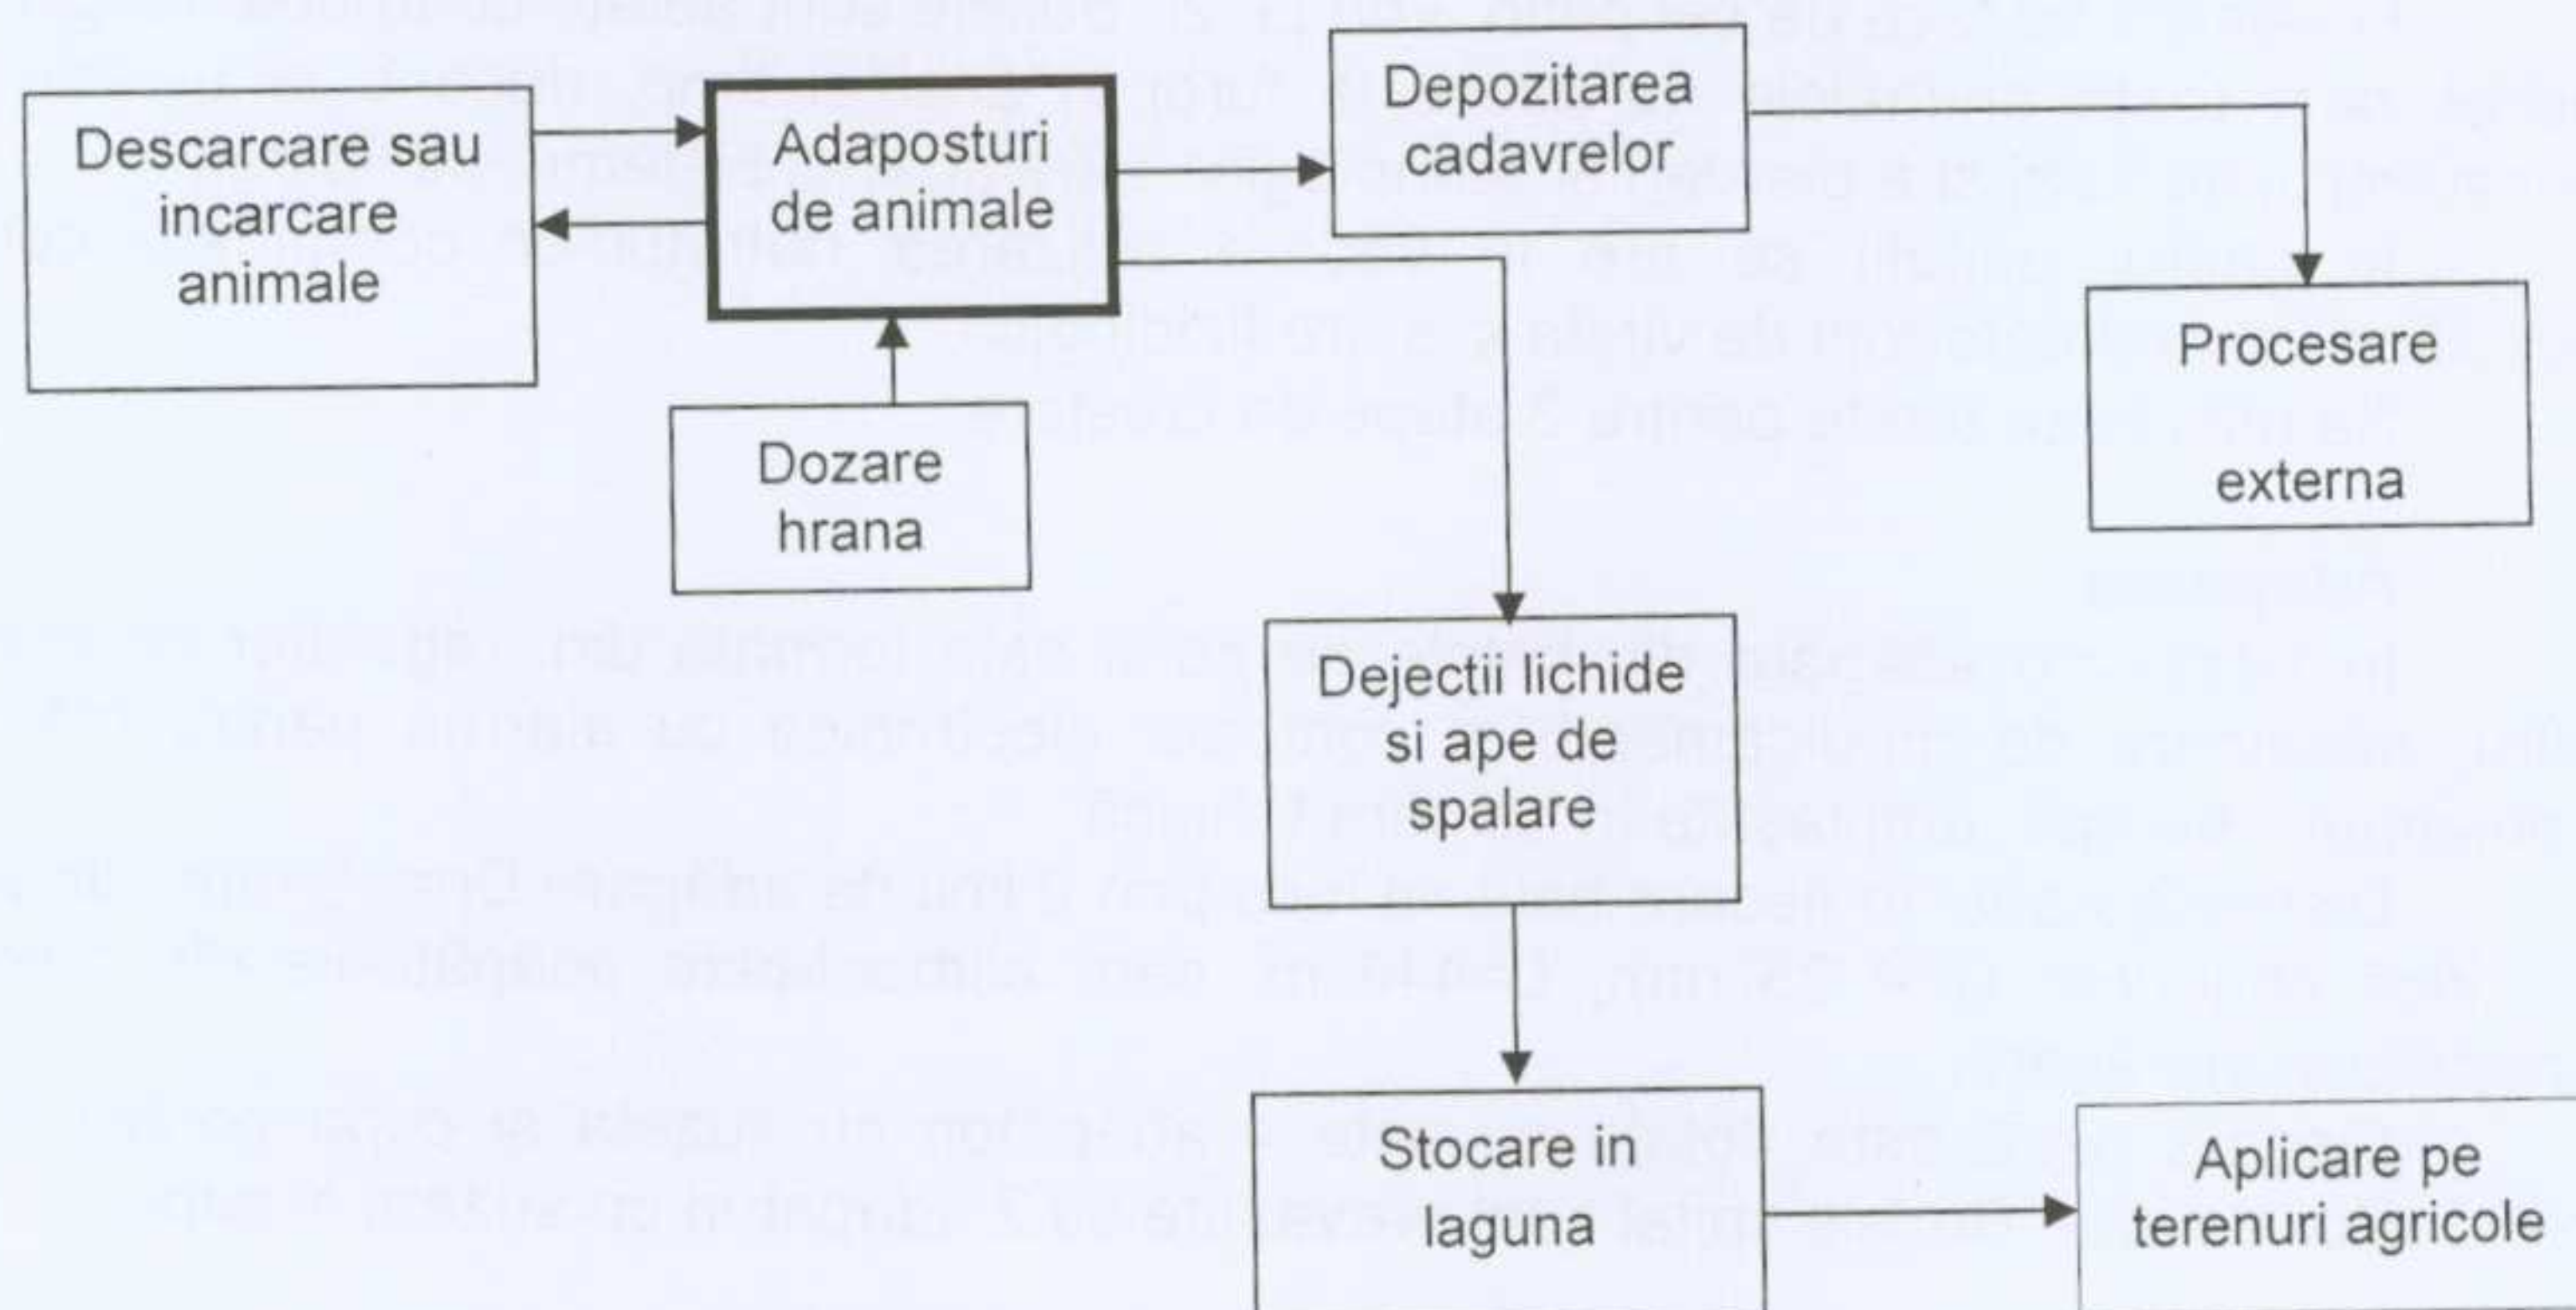 Descarcare sau
incarcare
animale
Adaposturi
de animale
Depozitarea
cadavrelor
Procesare
externa
Dozare
hrana
Dejectii lichide
si ape de
spalare
Stocare in
laguna
Aplicare pe
terenuri agricole